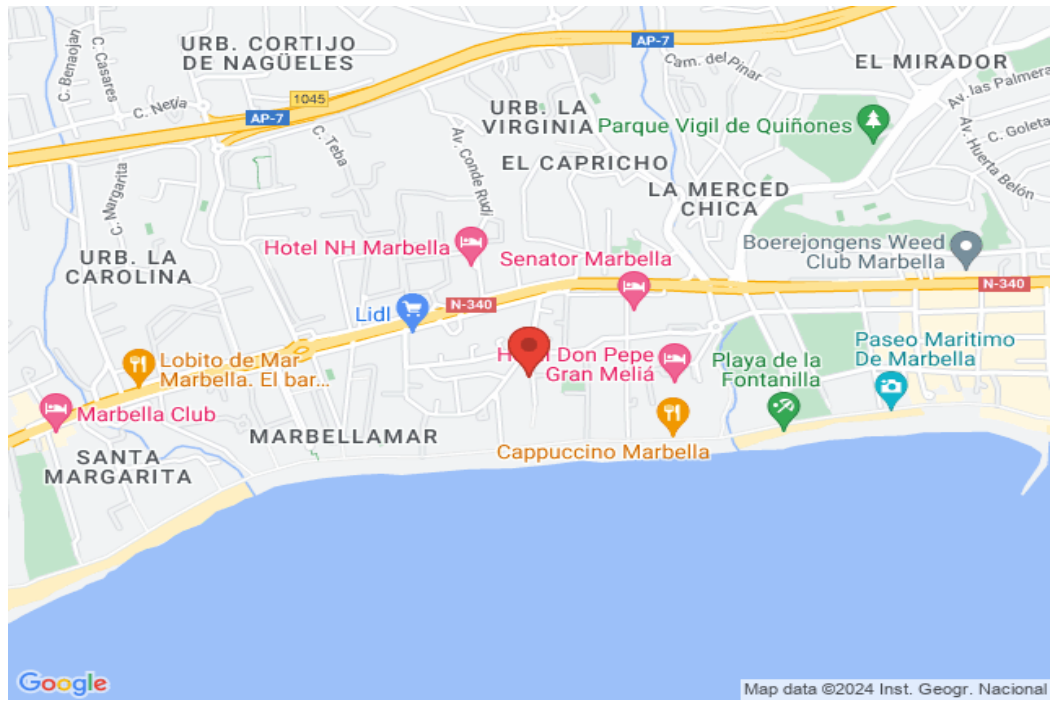 URB. CORTIJO
DE NAGÜELES
AP-7
Cam. del Pinar
EL MIRADOR
C. Benaojan
C. Casares
C. Nería
1045
AP-7
C. Teba
Av. Conde Rudi
URB. LA
VIRGINIA
Parque Vigil de Quiñones
Av. las Palmera
C. Goleta
Av. Huerta Belón
EL CAPRICHO
LA MERCED
CHICA
C. Margarita
URB. LA
CAROLINA
Hotel NH Marbella
Senator Marbella
Boerejongens Weed
Club Marbella
N-340
N-340
Lidl
Lobito de Mar
Marbella. El bar...
Don Pepe
Gran Meliá
Playa de la
Fontanilla
Paseo Maritimo
De Marbella
Marbella Club
MARBELLAMAR
Cappuccino Marbella
SANTA
MARGARITA
Google
Map data ©2024 Inst. Geogr. Nacional